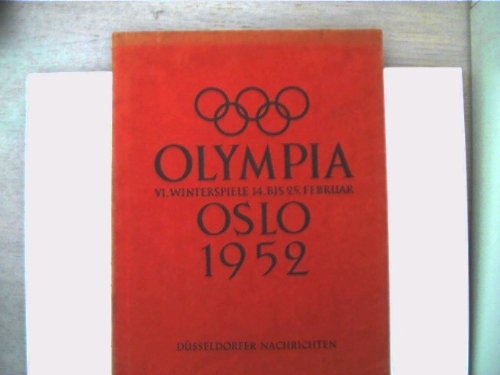 OLYMPIA
VI. WINTERSPIELE 14. BIS 25. FEBRUAR
OSLO
1952
DÜSSELDORFER NACHRICHTEN